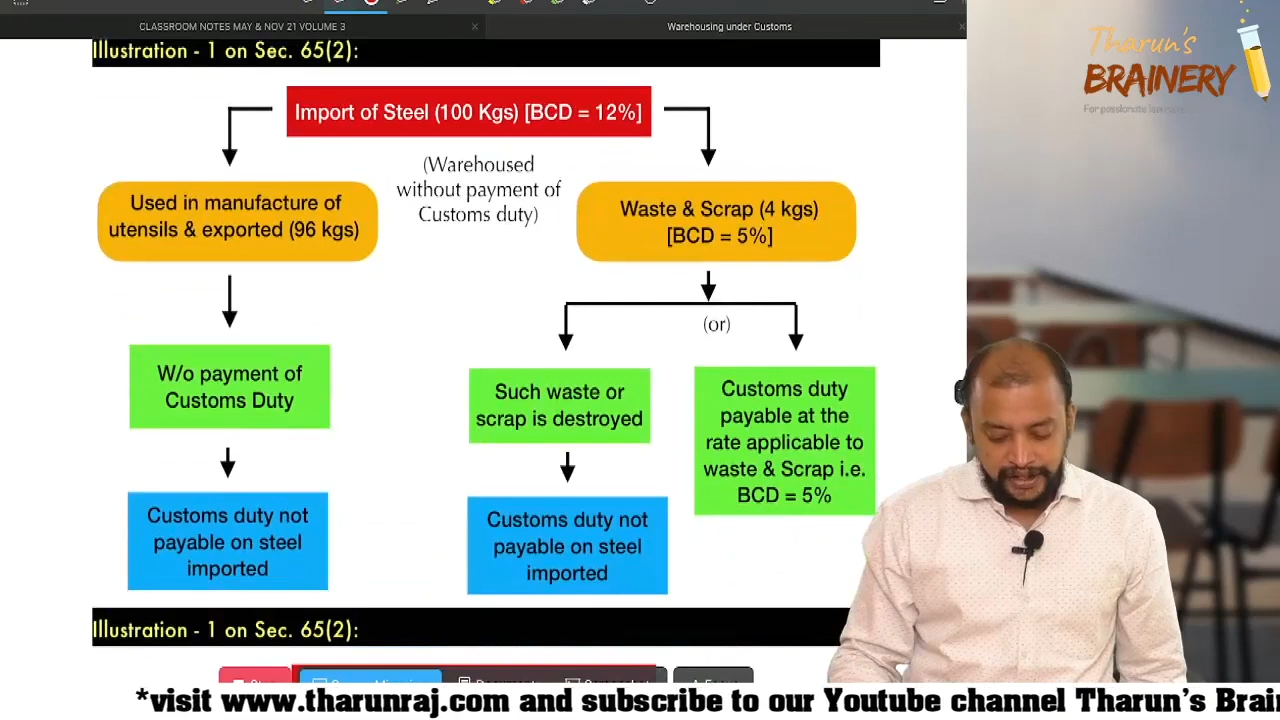 CLASSROOM NOTES MAY & NOV 21 VOLUME 3
Warehousing under Customs
Tharun's
BRAINERY
Illustration - 1 on Sec. 65(2):
Import of Steel (100 Kgs) [BCD = 12%]
(Warehoused
without payment of
Customs duty)
Used in manufacture of
utensils & exported (96 kgs)
Waste & Scrap (4 kgs)
[BCD = 5%]
(or)
W/o payment of
Customs Duty
Such waste or
scrap is destroyed
Customs duty
payable at the
rate applicable to
waste & Scrap i.e.
BCD = 5%
Customs duty not
payable on steel
imported
Customs duty not
payable on steel
imported
Illustration - 1 on Sec. 65(2):
*visit www.tharunraj.com and subscribe to our Youtube channel Tharun's Brai